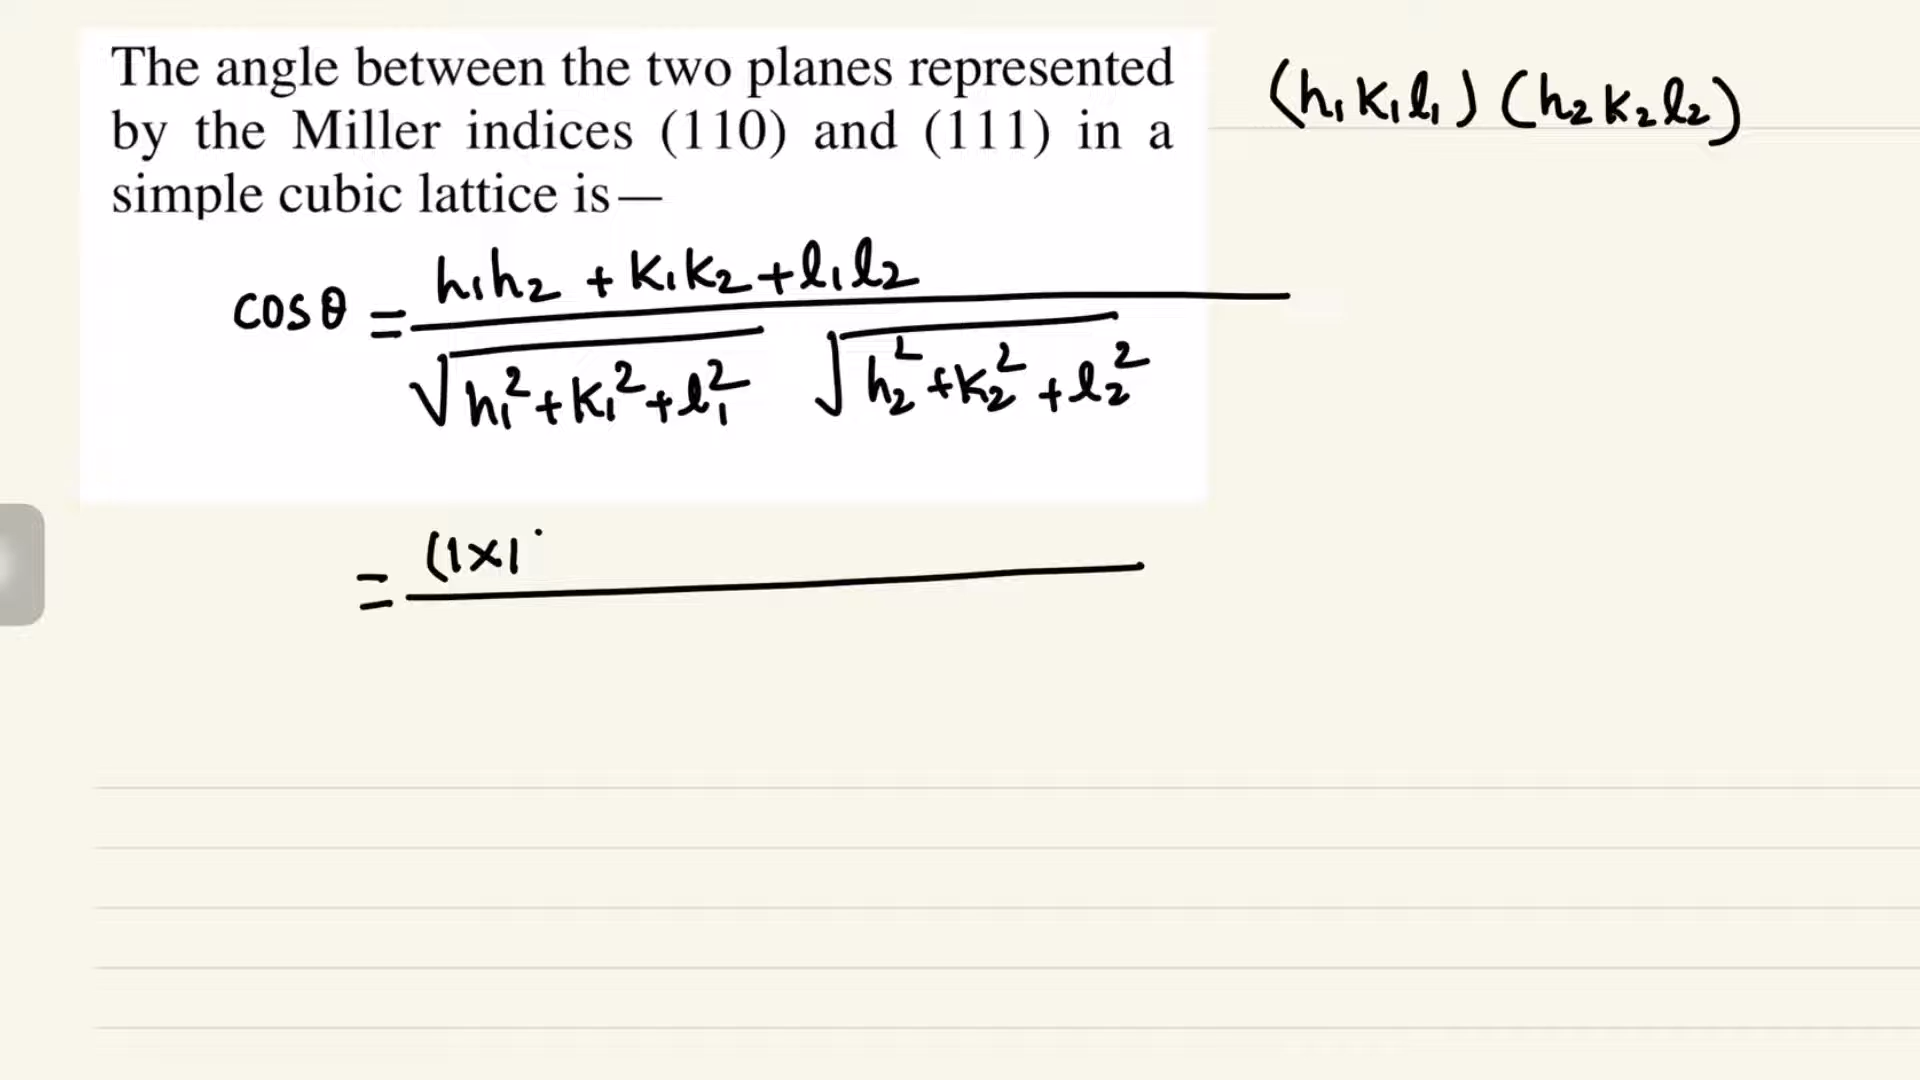 The angle between the two planes represented
by the Miller indices (110) and (111) in a
simple cubic lattice is—
(h₁k₁l₁) (h₂k₂l₂)
cosθ = h₁h₂ + k₁k₂ + l₁l₂
√h₁²+k₁²+l₁² √h₂²+k₂²+l₂²
= (1×1